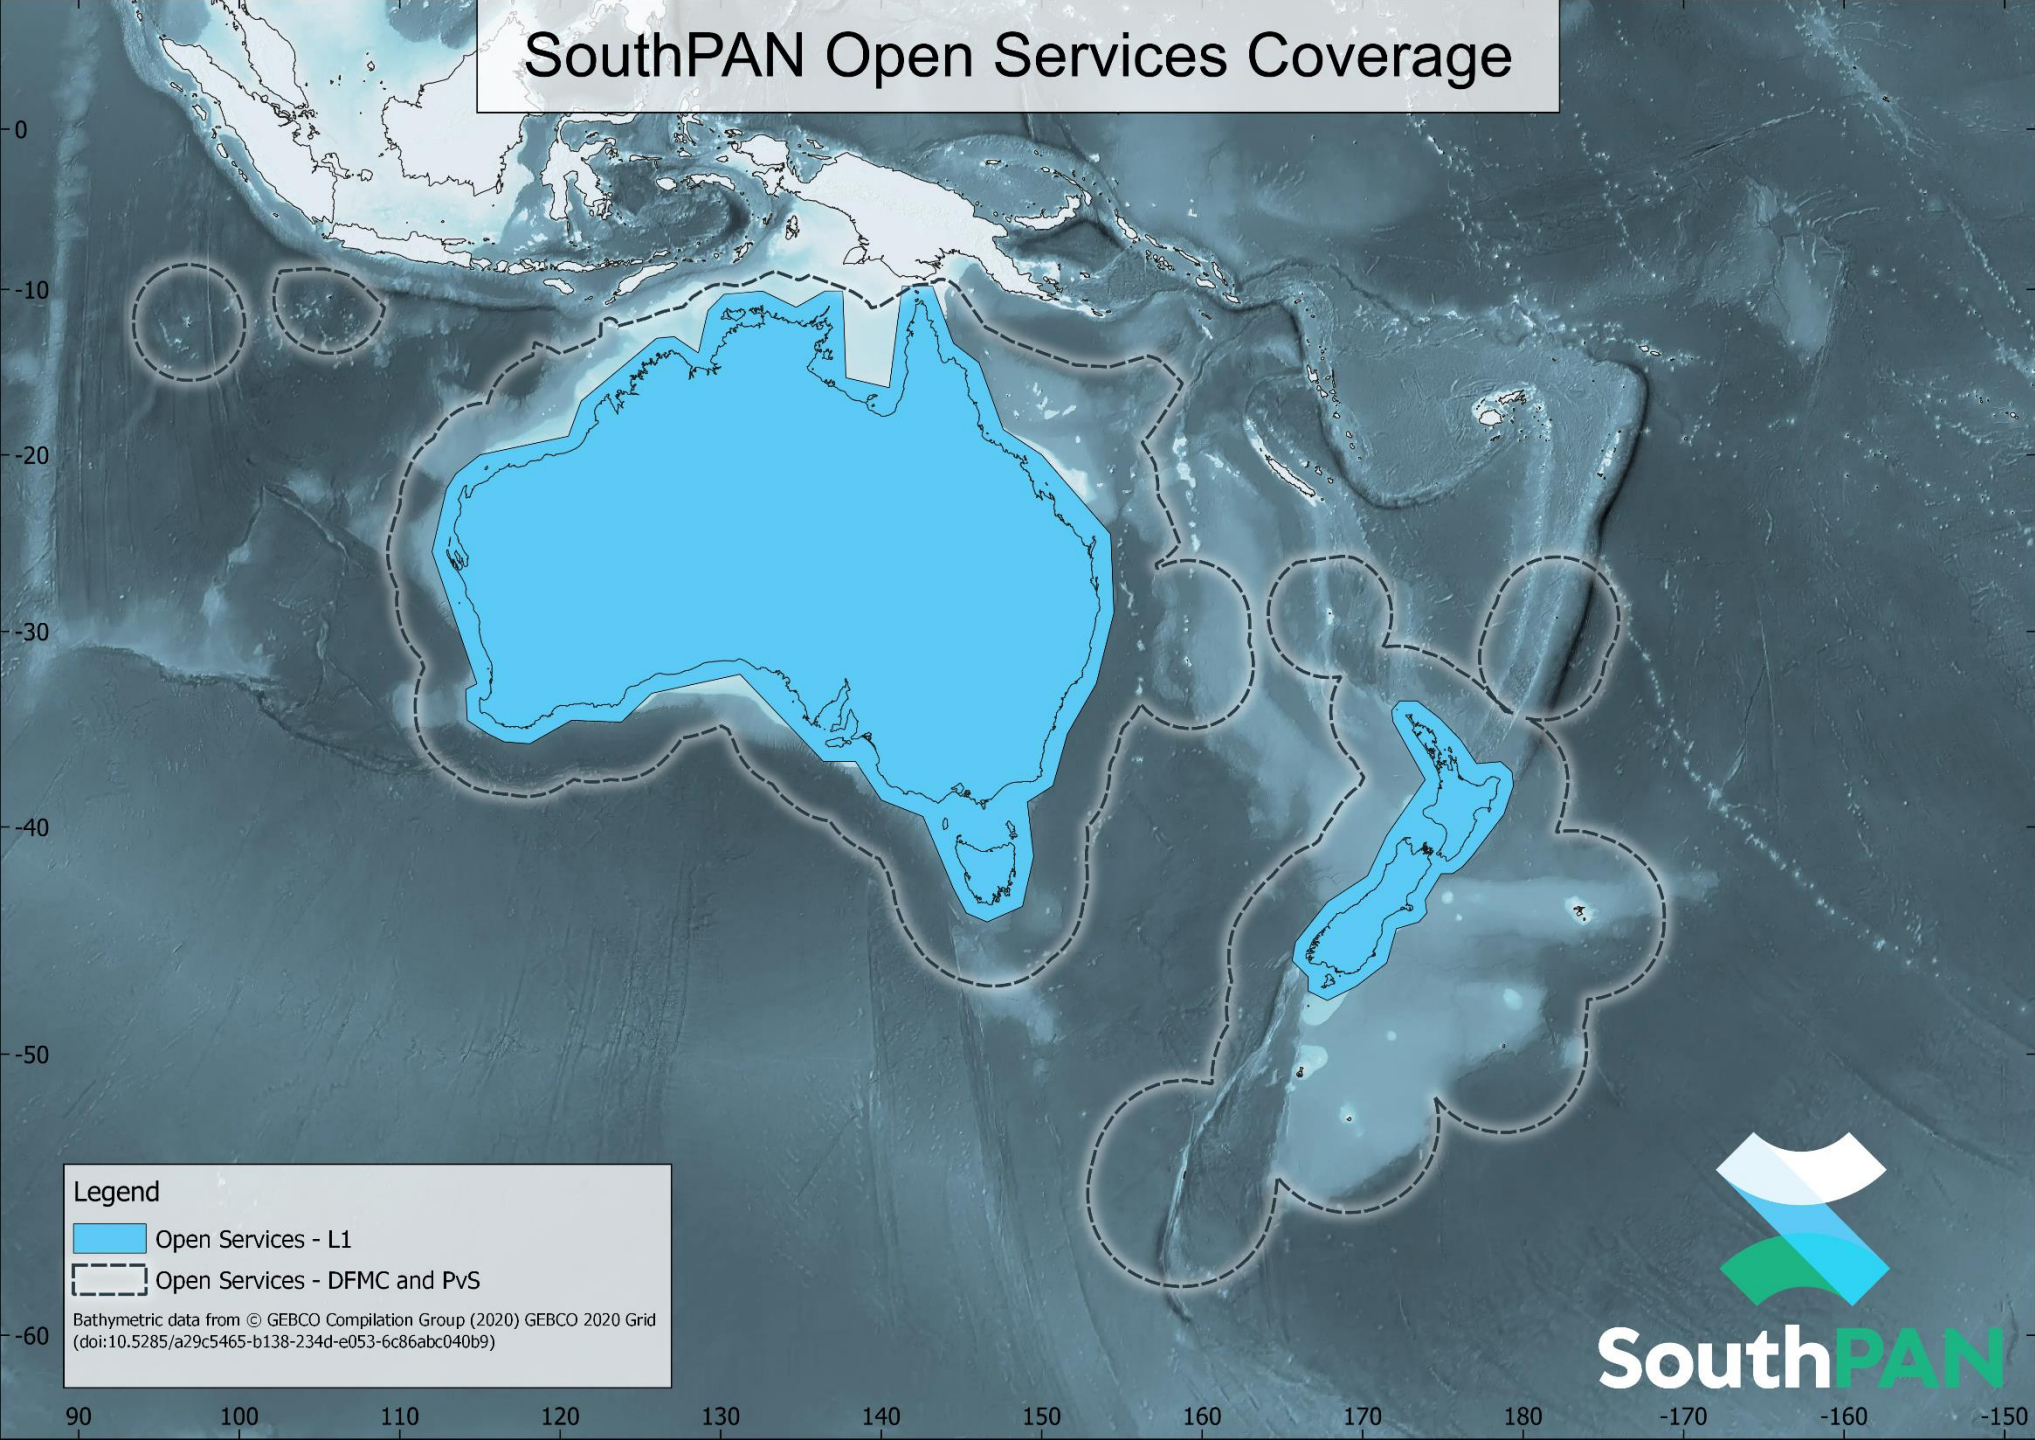 SouthPAN Open Services Coverage
0
-10
-20
-30
-40
-50
-60
Legend
Open Services - L1
Open Services - DFMC and PvS
Bathymetric data from © GEBCO Compilation Group (2020) GEBCO 2020 Grid
(doi:10.5285/a29c5465-b138-234d-e053-6c86abc040b9)
SouthPAN
90 100 110 120 130 140 150 160 170 180 -170 -160 -150